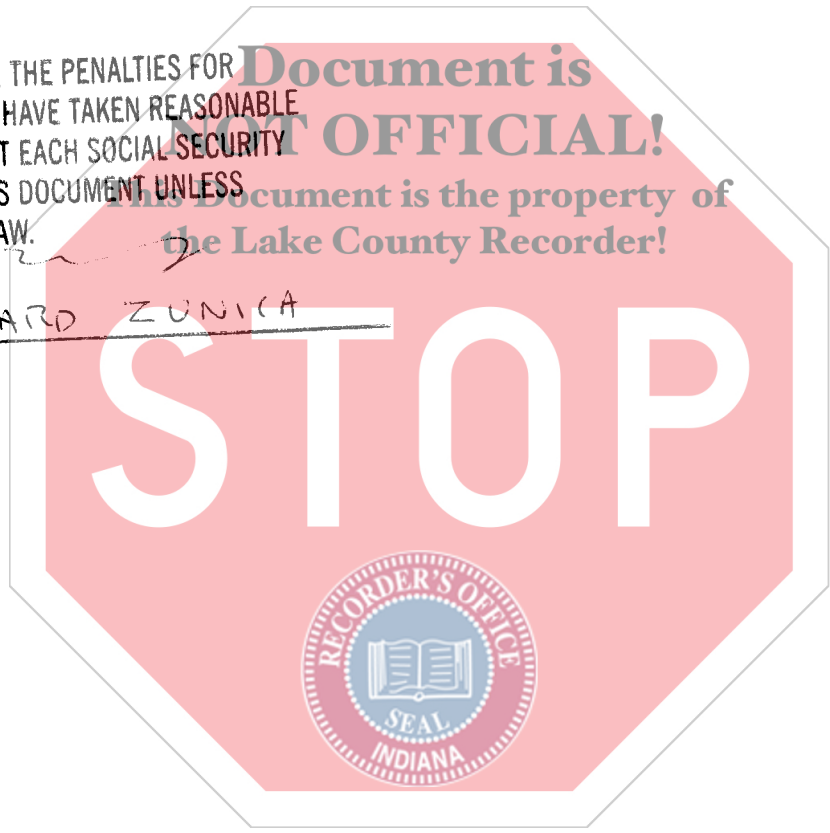 THE PENALTIES FOR
HAVE TAKEN REASONABLE
T EACH SOCIAL SECURITY
S DOCUMENT UNLESS
AW.
ARD ZUNICA
Document is
NOT OFFICIAL!
This Document is the property of
the Lake County Recorder!
STOP
RECORDER'S OFFICE
SEAL
INDIANA